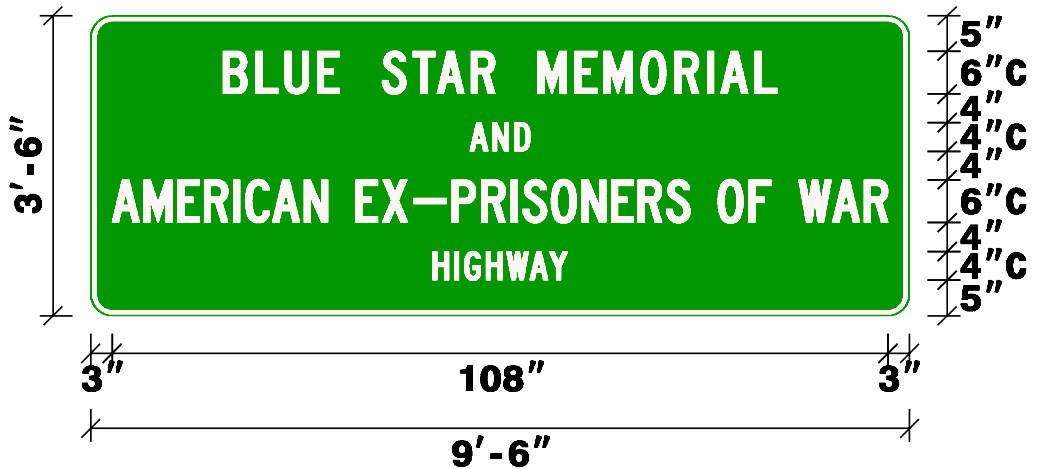 BLUE STAR MEMORIAL
AND
AMERICAN EX-PRISONERS OF WAR
HIGHWAY
3'-6"
5"
6"C
4"
4"C
4"
6"C
4"
4"C
5"
3" 108" 3"
9'-6"